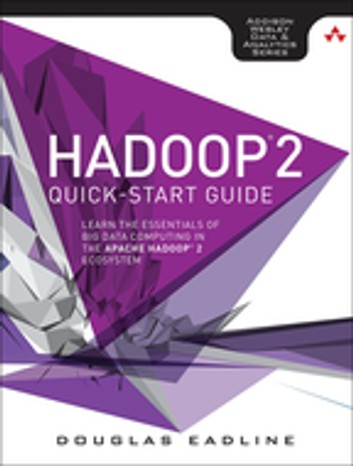 ADDISON
WESLEY
DATA &
ANALYTICS
SERIES
HADOOP® 2
QUICK-START GUIDE
LEARN THE ESSENTIALS OF
BIG DATA COMPUTING IN
THE APACHE HADOOP™ 2
ECOSYSTEM
DOUGLAS EADLINE